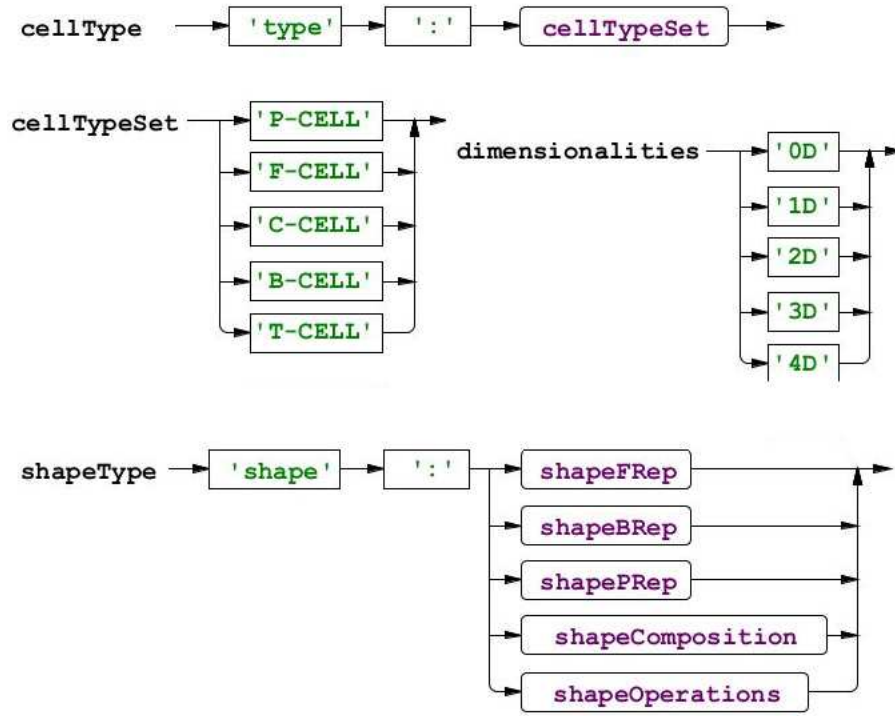 cellType 'type' ':' cellTypeSet
cellTypeSet 'P-CELL'
'F-CELL'
'C-CELL'
'B-CELL'
'T-CELL'
dimensionalities '0D'
'1D'
'2D'
'3D'
'4D'
shapeType 'shape' ':' shapeFRep
shapeBRep
shapePRep
shapeComposition
shapeOperations